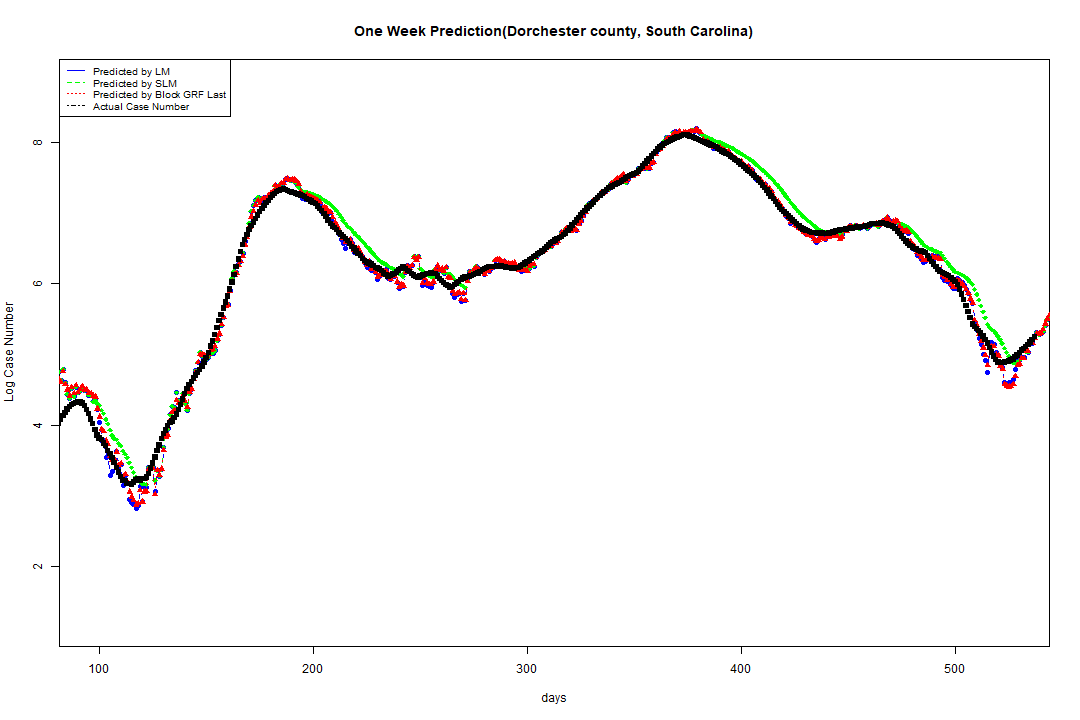 One Week Prediction(Dorchester county, South Carolina)
Predicted by LM
Predicted by SLM
Predicted by Block GRF Last
Actual Case Number
8
6
4
2
Log Case Number
100 200 300 400 500
days